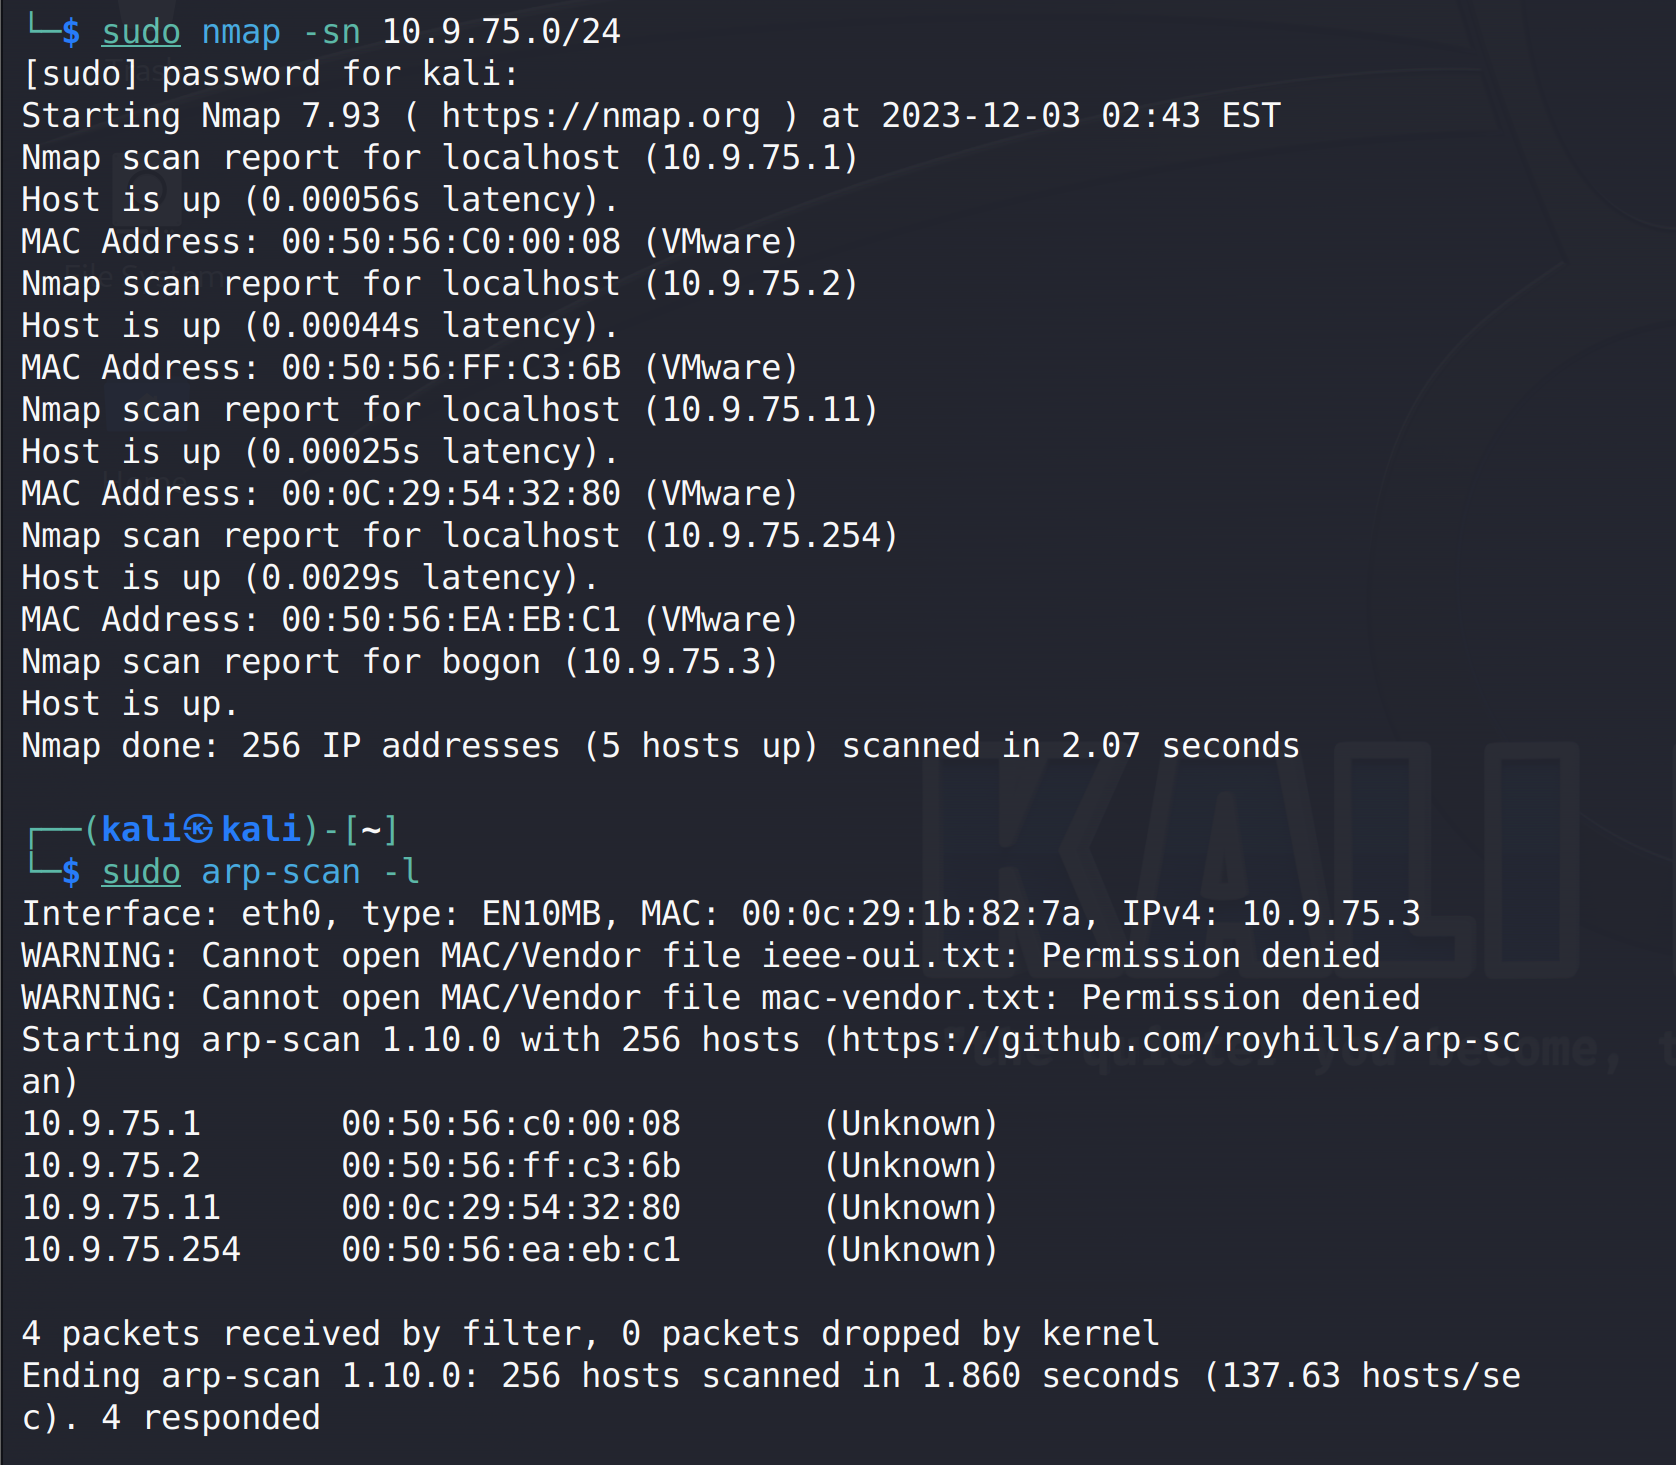 └─$ sudo nmap -sn 10.9.75.0/24
[sudo] password for kali:
Starting Nmap 7.93 ( https://nmap.org ) at 2023-12-03 02:43 EST
Nmap scan report for localhost (10.9.75.1)
Host is up (0.00056s latency).
MAC Address: 00:50:56:C0:00:08 (VMware)
Nmap scan report for localhost (10.9.75.2)
Host is up (0.00044s latency).
MAC Address: 00:50:56:FF:C3:6B (VMware)
Nmap scan report for localhost (10.9.75.11)
Host is up (0.00025s latency).
MAC Address: 00:0C:29:54:32:80 (VMware)
Nmap scan report for localhost (10.9.75.254)
Host is up (0.0029s latency).
MAC Address: 00:50:56:EA:EB:C1 (VMware)
Nmap scan report for bogon (10.9.75.3)
Host is up.
Nmap done: 256 IP addresses (5 hosts up) scanned in 2.07 seconds
┌──(kali㉿kali)-[~]
└─$ sudo arp-scan -l
Interface: eth0, type: EN10MB, MAC: 00:0c:29:1b:82:7a, IPv4: 10.9.75.3
WARNING: Cannot open MAC/Vendor file ieee-oui.txt: Permission denied
WARNING: Cannot open MAC/Vendor file mac-vendor.txt: Permission denied
Starting arp-scan 1.10.0 with 256 hosts (https://github.com/royhills/arp-sc
an)
10.9.75.1 00:50:56:c0:00:08 (Unknown)
10.9.75.2 00:50:56:ff:c3:6b (Unknown)
10.9.75.11 00:0c:29:54:32:80 (Unknown)
10.9.75.254 00:50:56:ea:eb:c1 (Unknown)
4 packets received by filter, 0 packets dropped by kernel
Ending arp-scan 1.10.0: 256 hosts scanned in 1.860 seconds (137.63 hosts/se
c). 4 responded
KALI